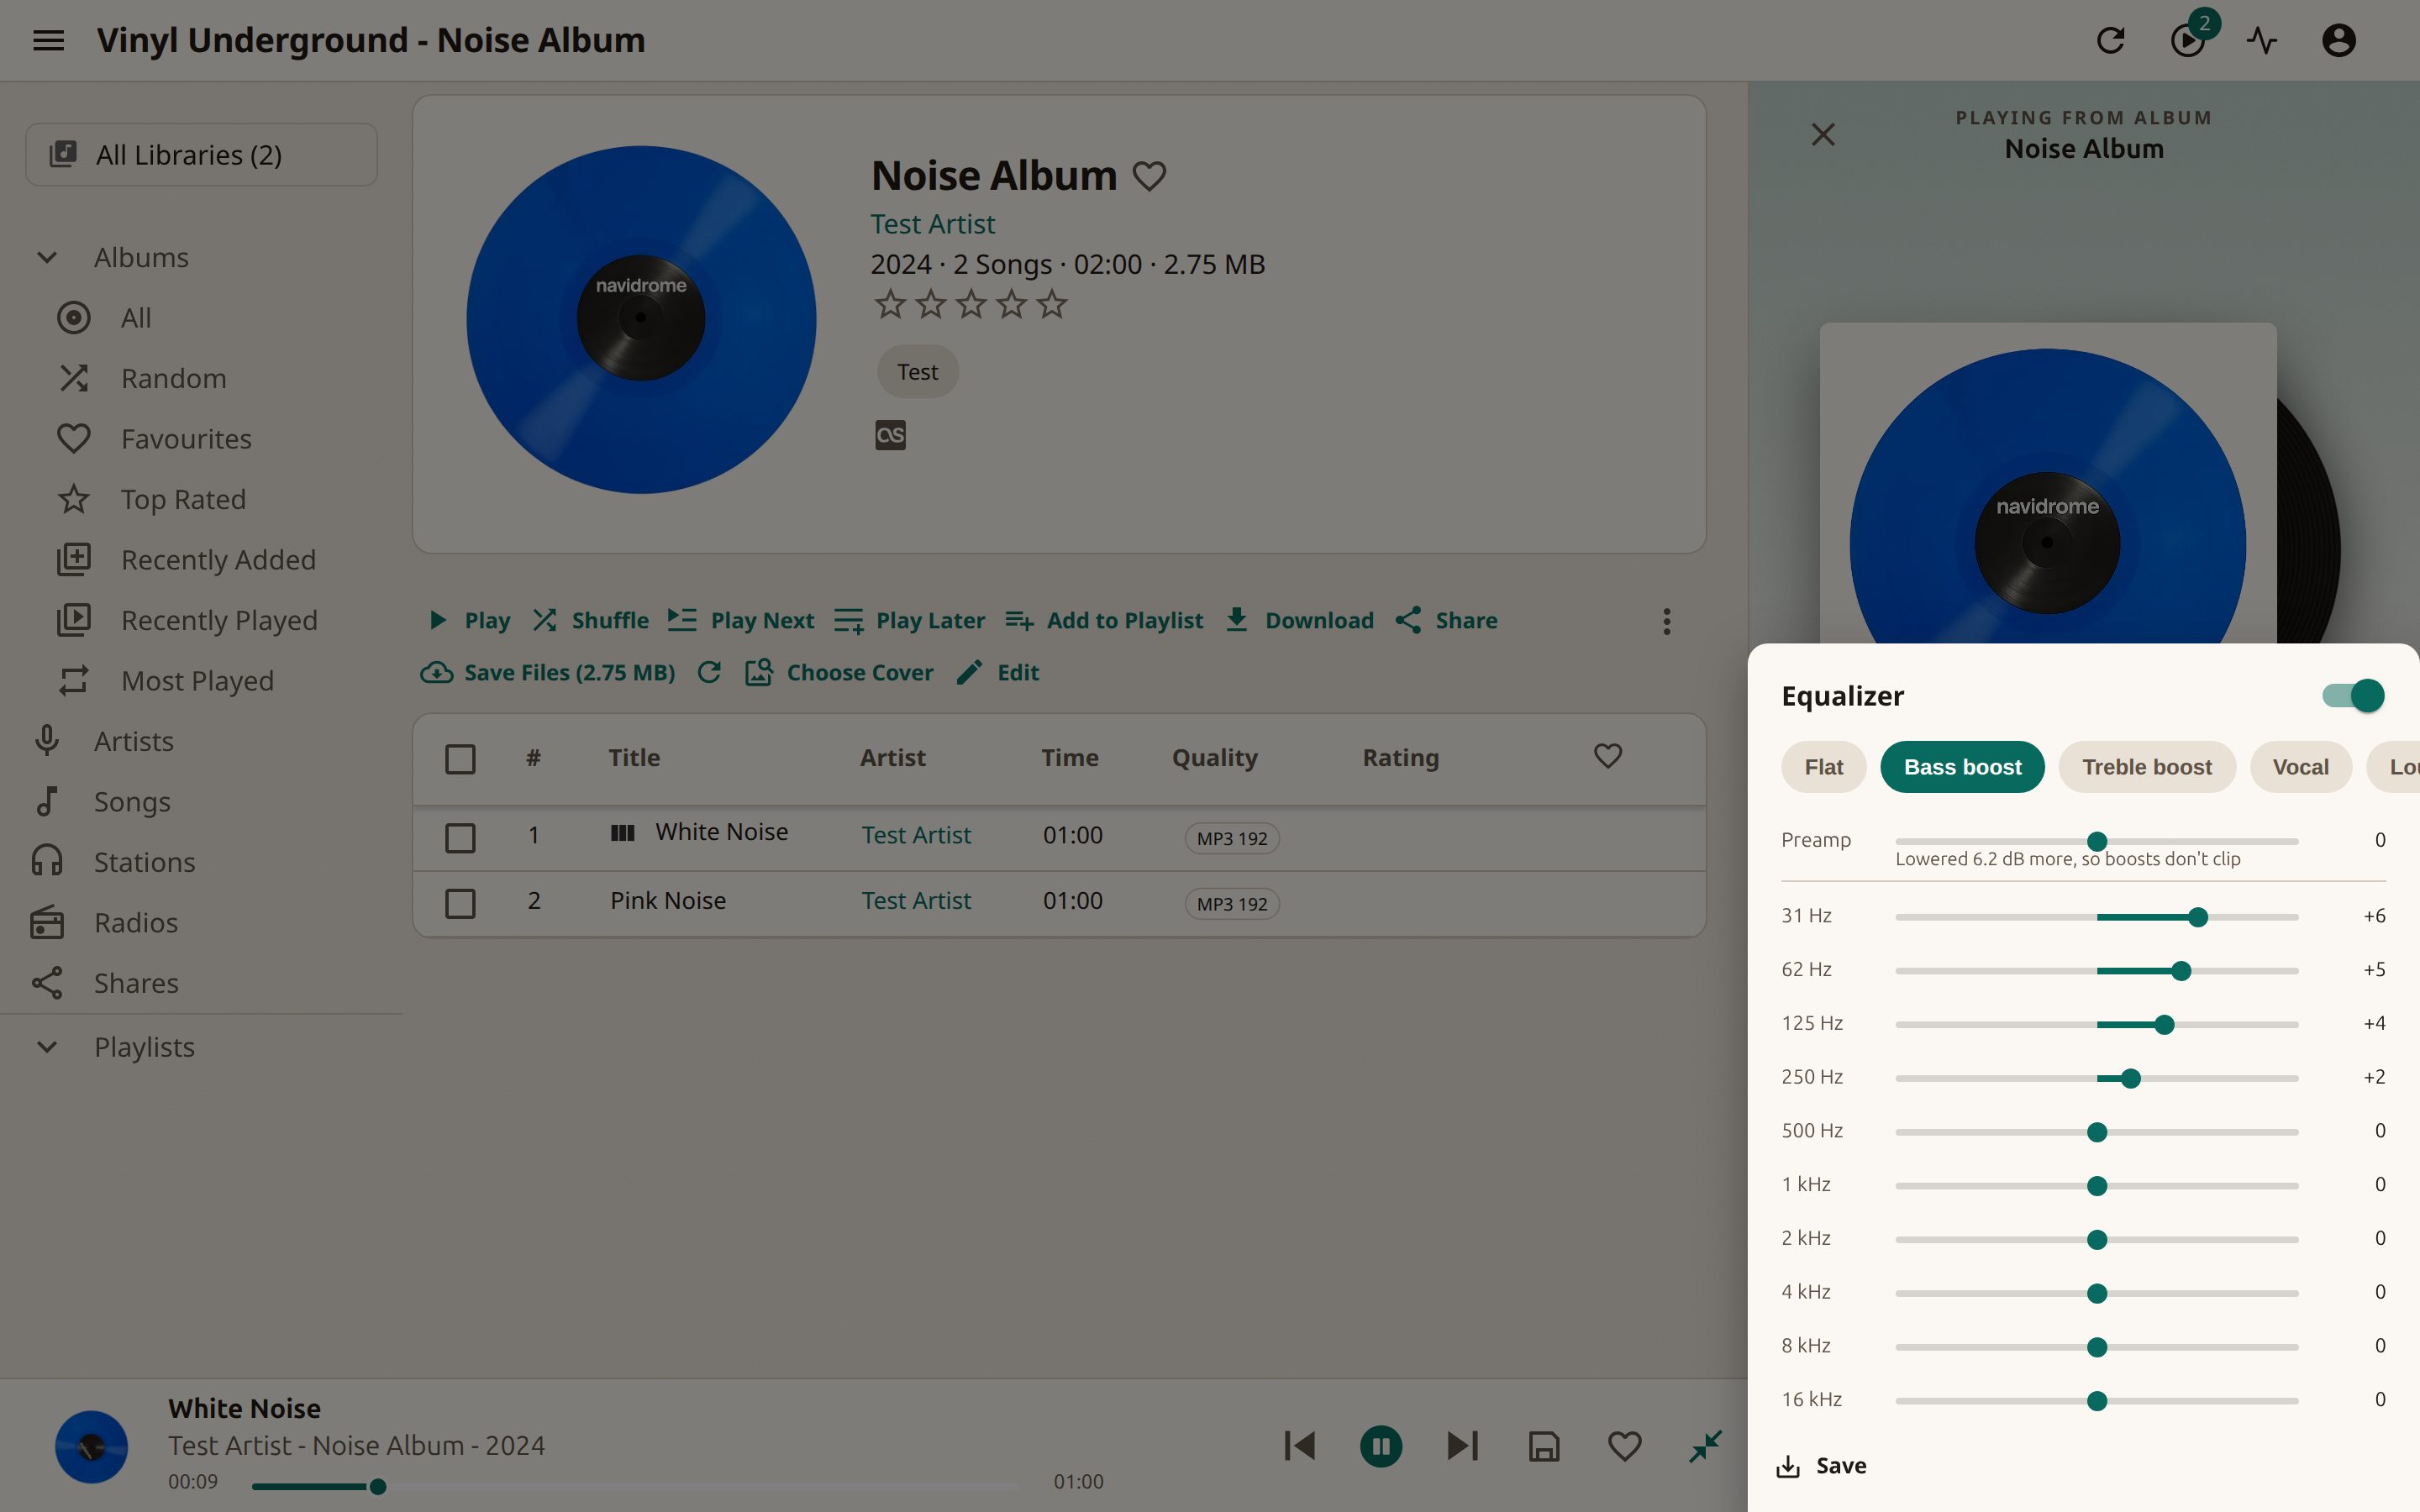 Vinyl Underground - Noise Album
2
All Libraries (2)
Albums
All
Random
Favourites
Top Rated
Recently Added
Recently Played
Most Played
Artists
Songs
Stations
Radios
Shares
Playlists
navidrome
Noise Album
Test Artist
2024 · 2 Songs · 02:00 · 2.75 MB
Test
Play Shuffle Play Next Play Later Add to Playlist Download Share
Save Files (2.75 MB) Choose Cover Edit
# Title Artist Time Quality Rating
1 White Noise Test Artist 01:00 MP3 192
2 Pink Noise Test Artist 01:00 MP3 192
PLAYING FROM ALBUM
Noise Album
navidrome
Equalizer
Flat Bass boost Treble boost Vocal
Preamp 0
Lowered 6.2 dB more, so boosts don't clip
31 Hz +6
62 Hz +5
125 Hz +4
250 Hz +2
500 Hz 0
1 kHz 0
2 kHz 0
4 kHz 0
8 kHz 0
16 kHz 0
Save
White Noise
Test Artist - Noise Album - 2024
00:09 01:00